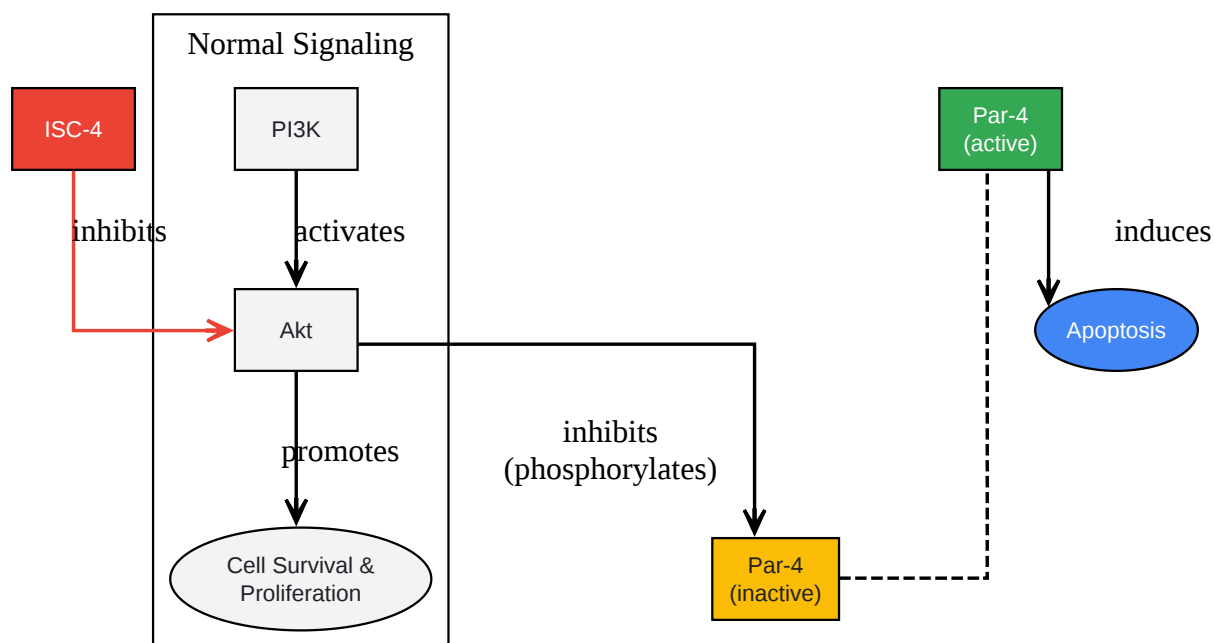 Normal Signaling
ISC-4
PI3K
Par-4
(active)
inhibits
activates
induces
Akt
Apoptosis
promotes
inhibits
(phosphorylates)
Cell Survival &
Proliferation
Par-4
(inactive)